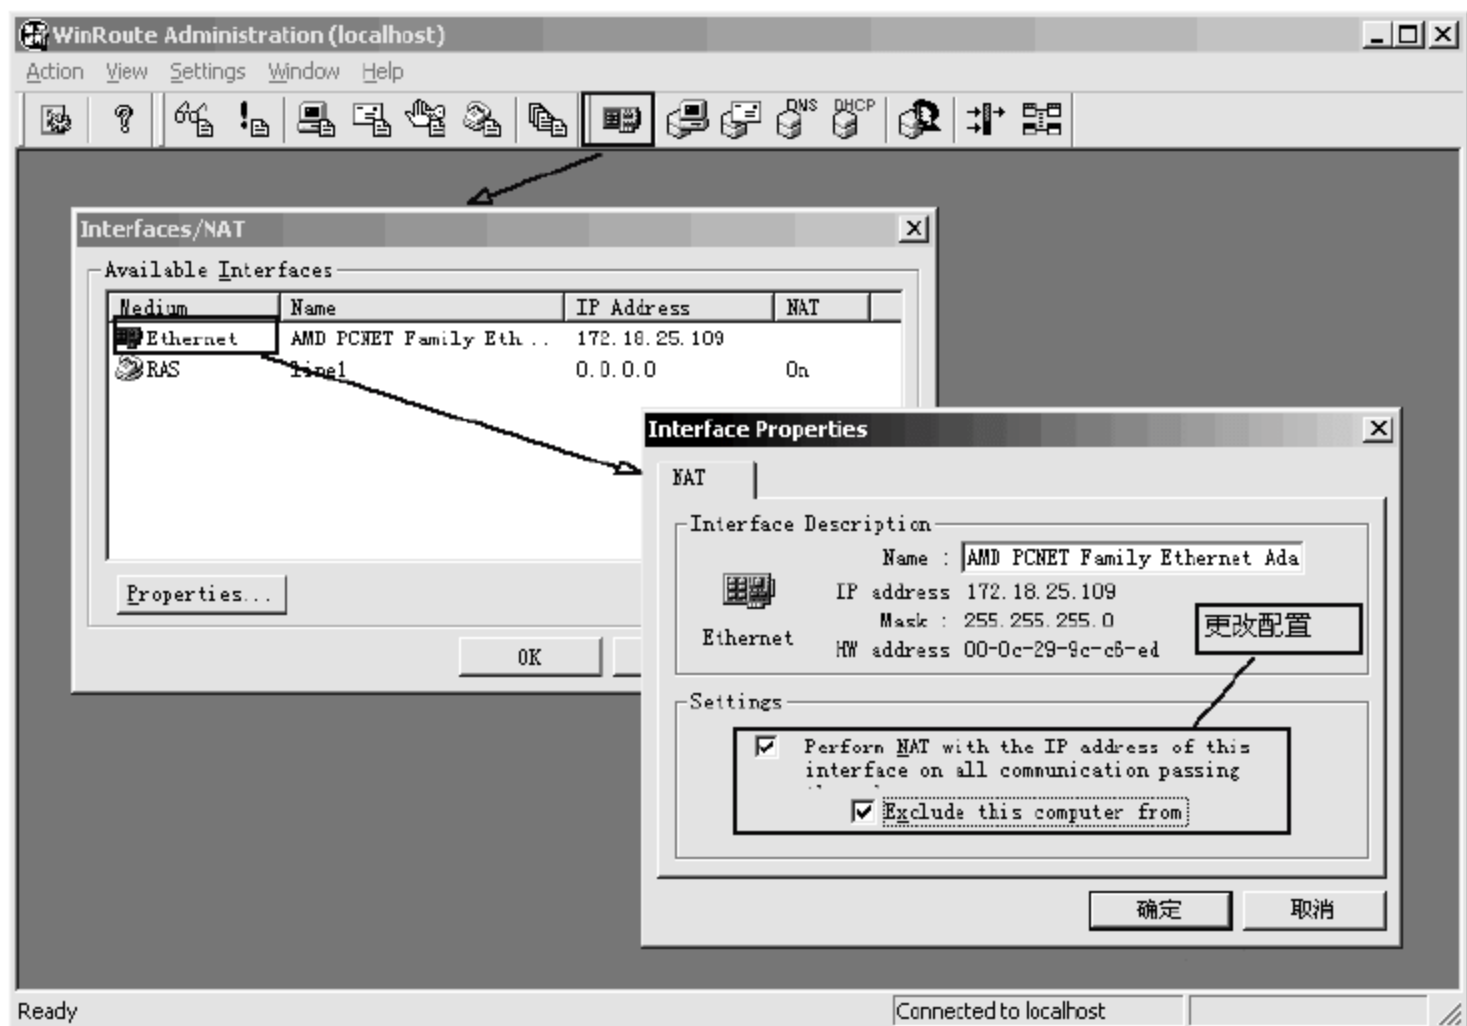 WinRoute Administration (localhost)
Action View Settings Window Help
DNS DHCP
Interfaces/NAT
Available Interfaces
Medium Name IP Address NAT
Ethernet AMD PCNET Family Eth... 172.18.25.109
RAS line1 0.0.0.0 On
Properties...
OK
Interface Properties
NAT
Interface Description
Name : AMD PCNET Family Ethernet Ada
IP address 172.18.25.109
Mask : 255.255.255.0
HW address 00-0c-29-9c-c6-ed
Ethernet
更改配置
Settings
Perform NAT with the IP address of this
interface on all communication passing
Exclude this computer from
确定 取消
Ready Connected to localhost